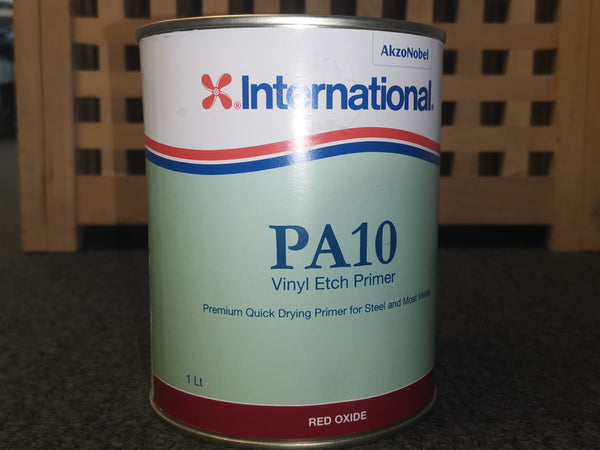 AkzoNobel
International®
PA10
Vinyl Etch Primer
Premium Quick Drying Primer for Steel and Most Metals
1 Lt
RED OXIDE